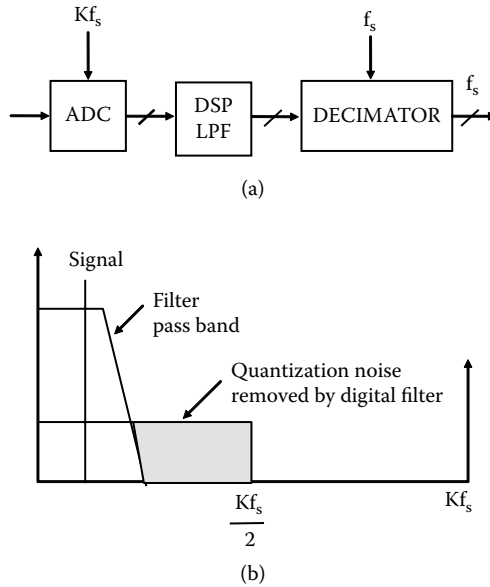 Kfs
fs
ADC
DSP
LPF
DECIMATOR
fs
(a)
Signal
Filter
pass band
Quantization noise
removed by digital filter
Kfs
2
Kfs
(b)